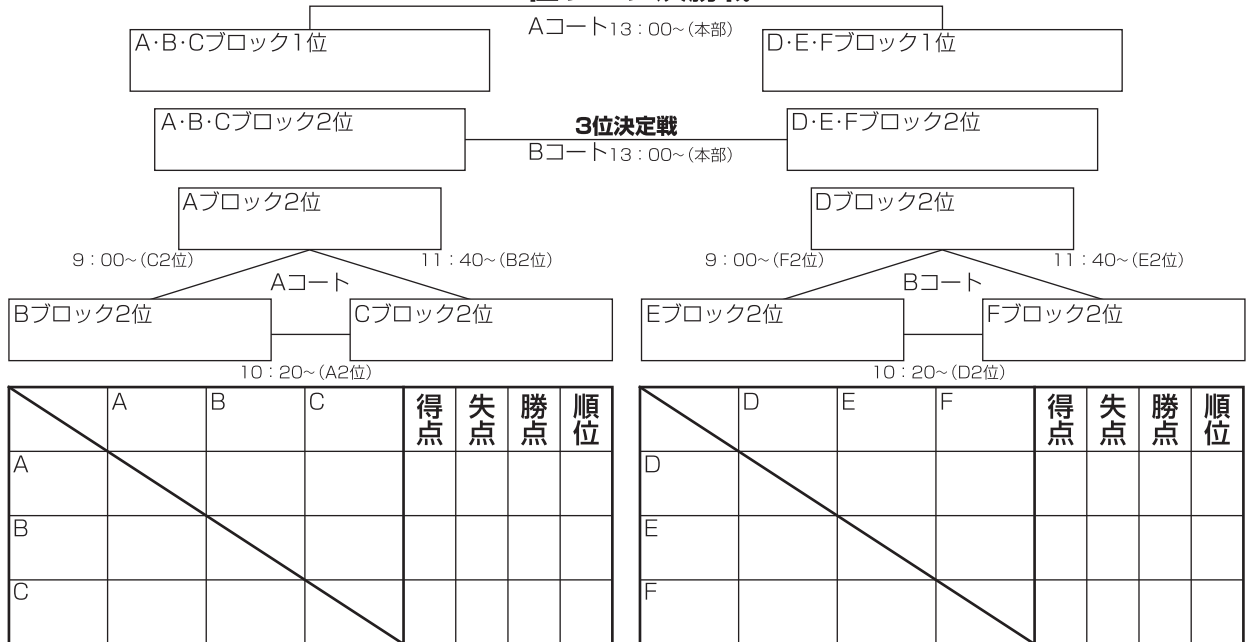 Aコート13：00~（本部）
A・B・Cブロック1位 D・E・Fブロック1位
A・B・Cブロック2位 3位決定戦 D・E・Fブロック2位
Bコート13：00~（本部）
Aブロック2位 Dブロック2位
9：00~（C2位） 11：40~（B2位） 9：00~（F2位） 11：40~（E2位）
Aコート Bコート
Bブロック2位 Cブロック2位 Eブロック2位 Fブロック2位
10：20~（A2位） 10：20~（D2位）
A B C 得点 失点 勝点 順位 D E F 得点 失点 勝点 順位
A D
B E
C F